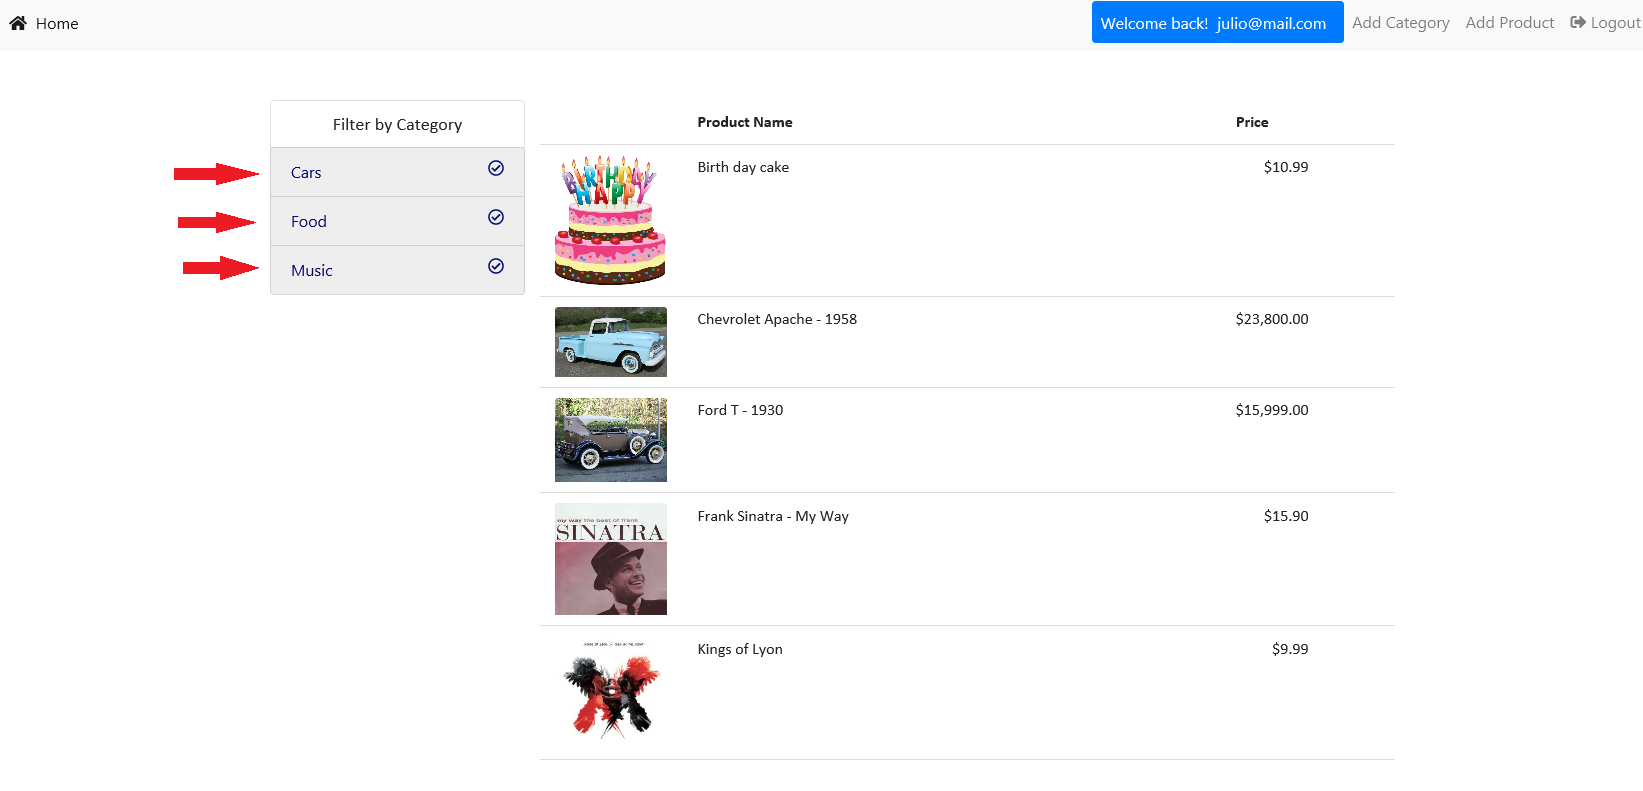 Home
Welcome back! julio@mail.com
Add Category
Add Product
Logout
Filter by Category
Cars
Food
Music
Product Name Price
BIRTHDAY
HAPPY
Birth day cake $10.99
Chevrolet Apache - 1958 $23,800.00
Ford T - 1930 $15,999.00
my way the best of frank
SINATRA
Frank Sinatra - My Way $15.90
Kings of Lyon $9.99